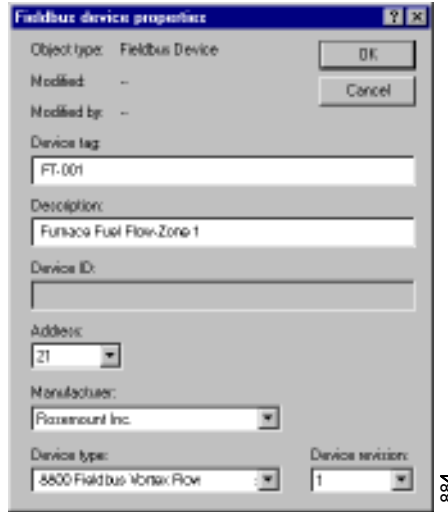 Fieldbus device properties
Object type: Fieldbus Device
OK
Modified: --
Cancel
Modified by: --
Device tag:
FT-001
Description:
Furnace Fuel Flow-Zone 1
Device ID:
Address:
21
Manufacturer:
Rosemount Inc.
Device type:
Device revision:
8800 Fieldbus Vortex Flow
1
884